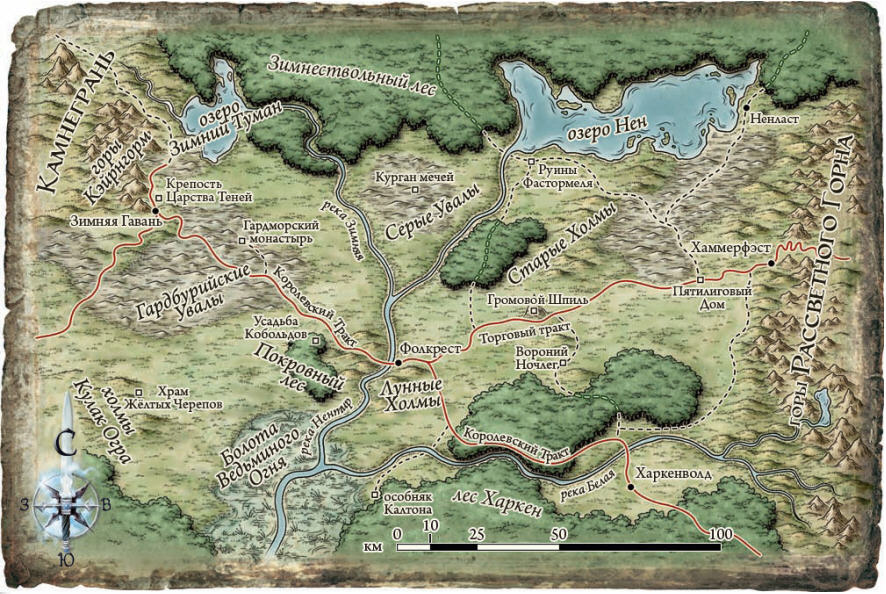 Зимнествольный лес
КАМНЕГРАНЬ
озеро
Зимний Туман
озеро Нен
Ненласт
горы
Кэйрнгорм
Руины
Фастормеля
Курган мечей
Крепость
Царства Теней
Зимняя Гавань
река Зимняя
Серые Увалы
Гардморский
монастырь
Старые Холмы
Хаммерфэст
горы Рассветного Горна
Гардбурийские
Увалы
Королевский Тракт
Пятилиговый
Дом
Громовой Шпиль
Торговый тракт
Усадьба
Кобольдов
Фолкрест
Вороний
Ночлег
Покровный
лес
Лунные
Холмы
холмы
Кулак Огра
Храм
Жёлтых Черепов
река Нентир
Болота
Ведьминого
Огня
Королевский Тракт
С
З
В
Ю
особняк
Калтона
лес Харкен
река Белая
Харкенволд
км
0
10
25
50
100